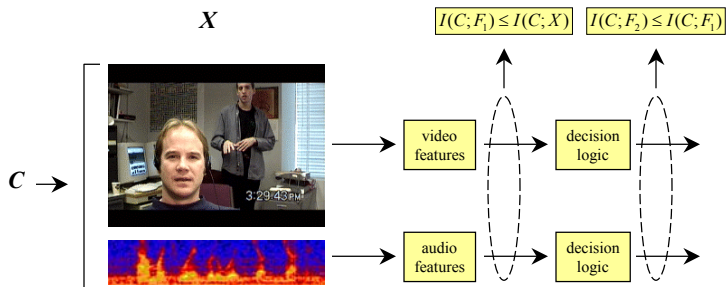 X
I(C;F₁) ≤ I(C;X)
I(C;F₂) ≤ I(C;F₁)
C
3:29:43 PM
video
features
decision
logic
audio
features
decision
logic